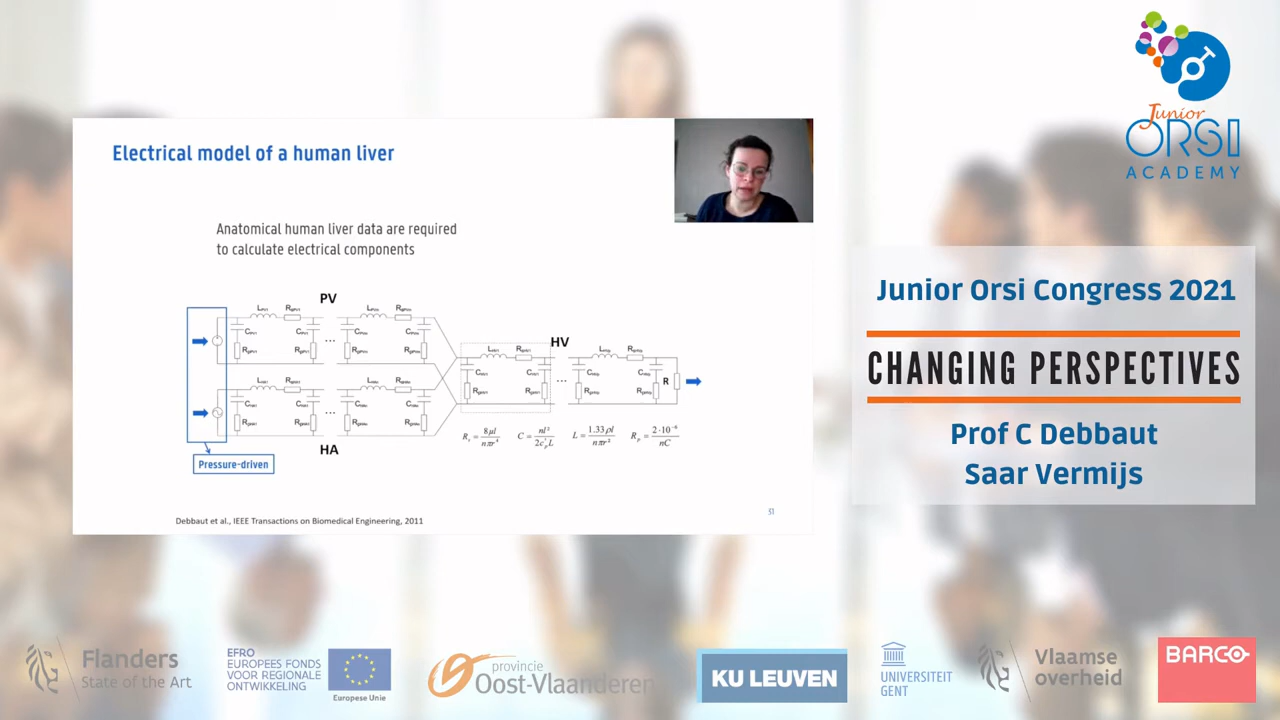 Electrical model of a human liver
Anatomical human liver data are required
to calculate electrical components
PV
HV
R
HA
Pressure-driven
Debbaut et al., IEEE Transactions on Biomedical Engineering, 2011
51
Junior
ORSI
ACADEMY
Junior Orsi Congress 2021
CHANGING PERSPECTIVES
Prof C Debbaut
Saar Vermijs
Flanders
State of the Art
EFRO
EUROPEES FONDS
VOOR REGIONALE
ONTWIKKELING
Europese Unie
provincie
Oost-Vlaanderen
KU LEUVEN
UNIVERSITEIT
GENT
Vlaamse
overheid
BARCO